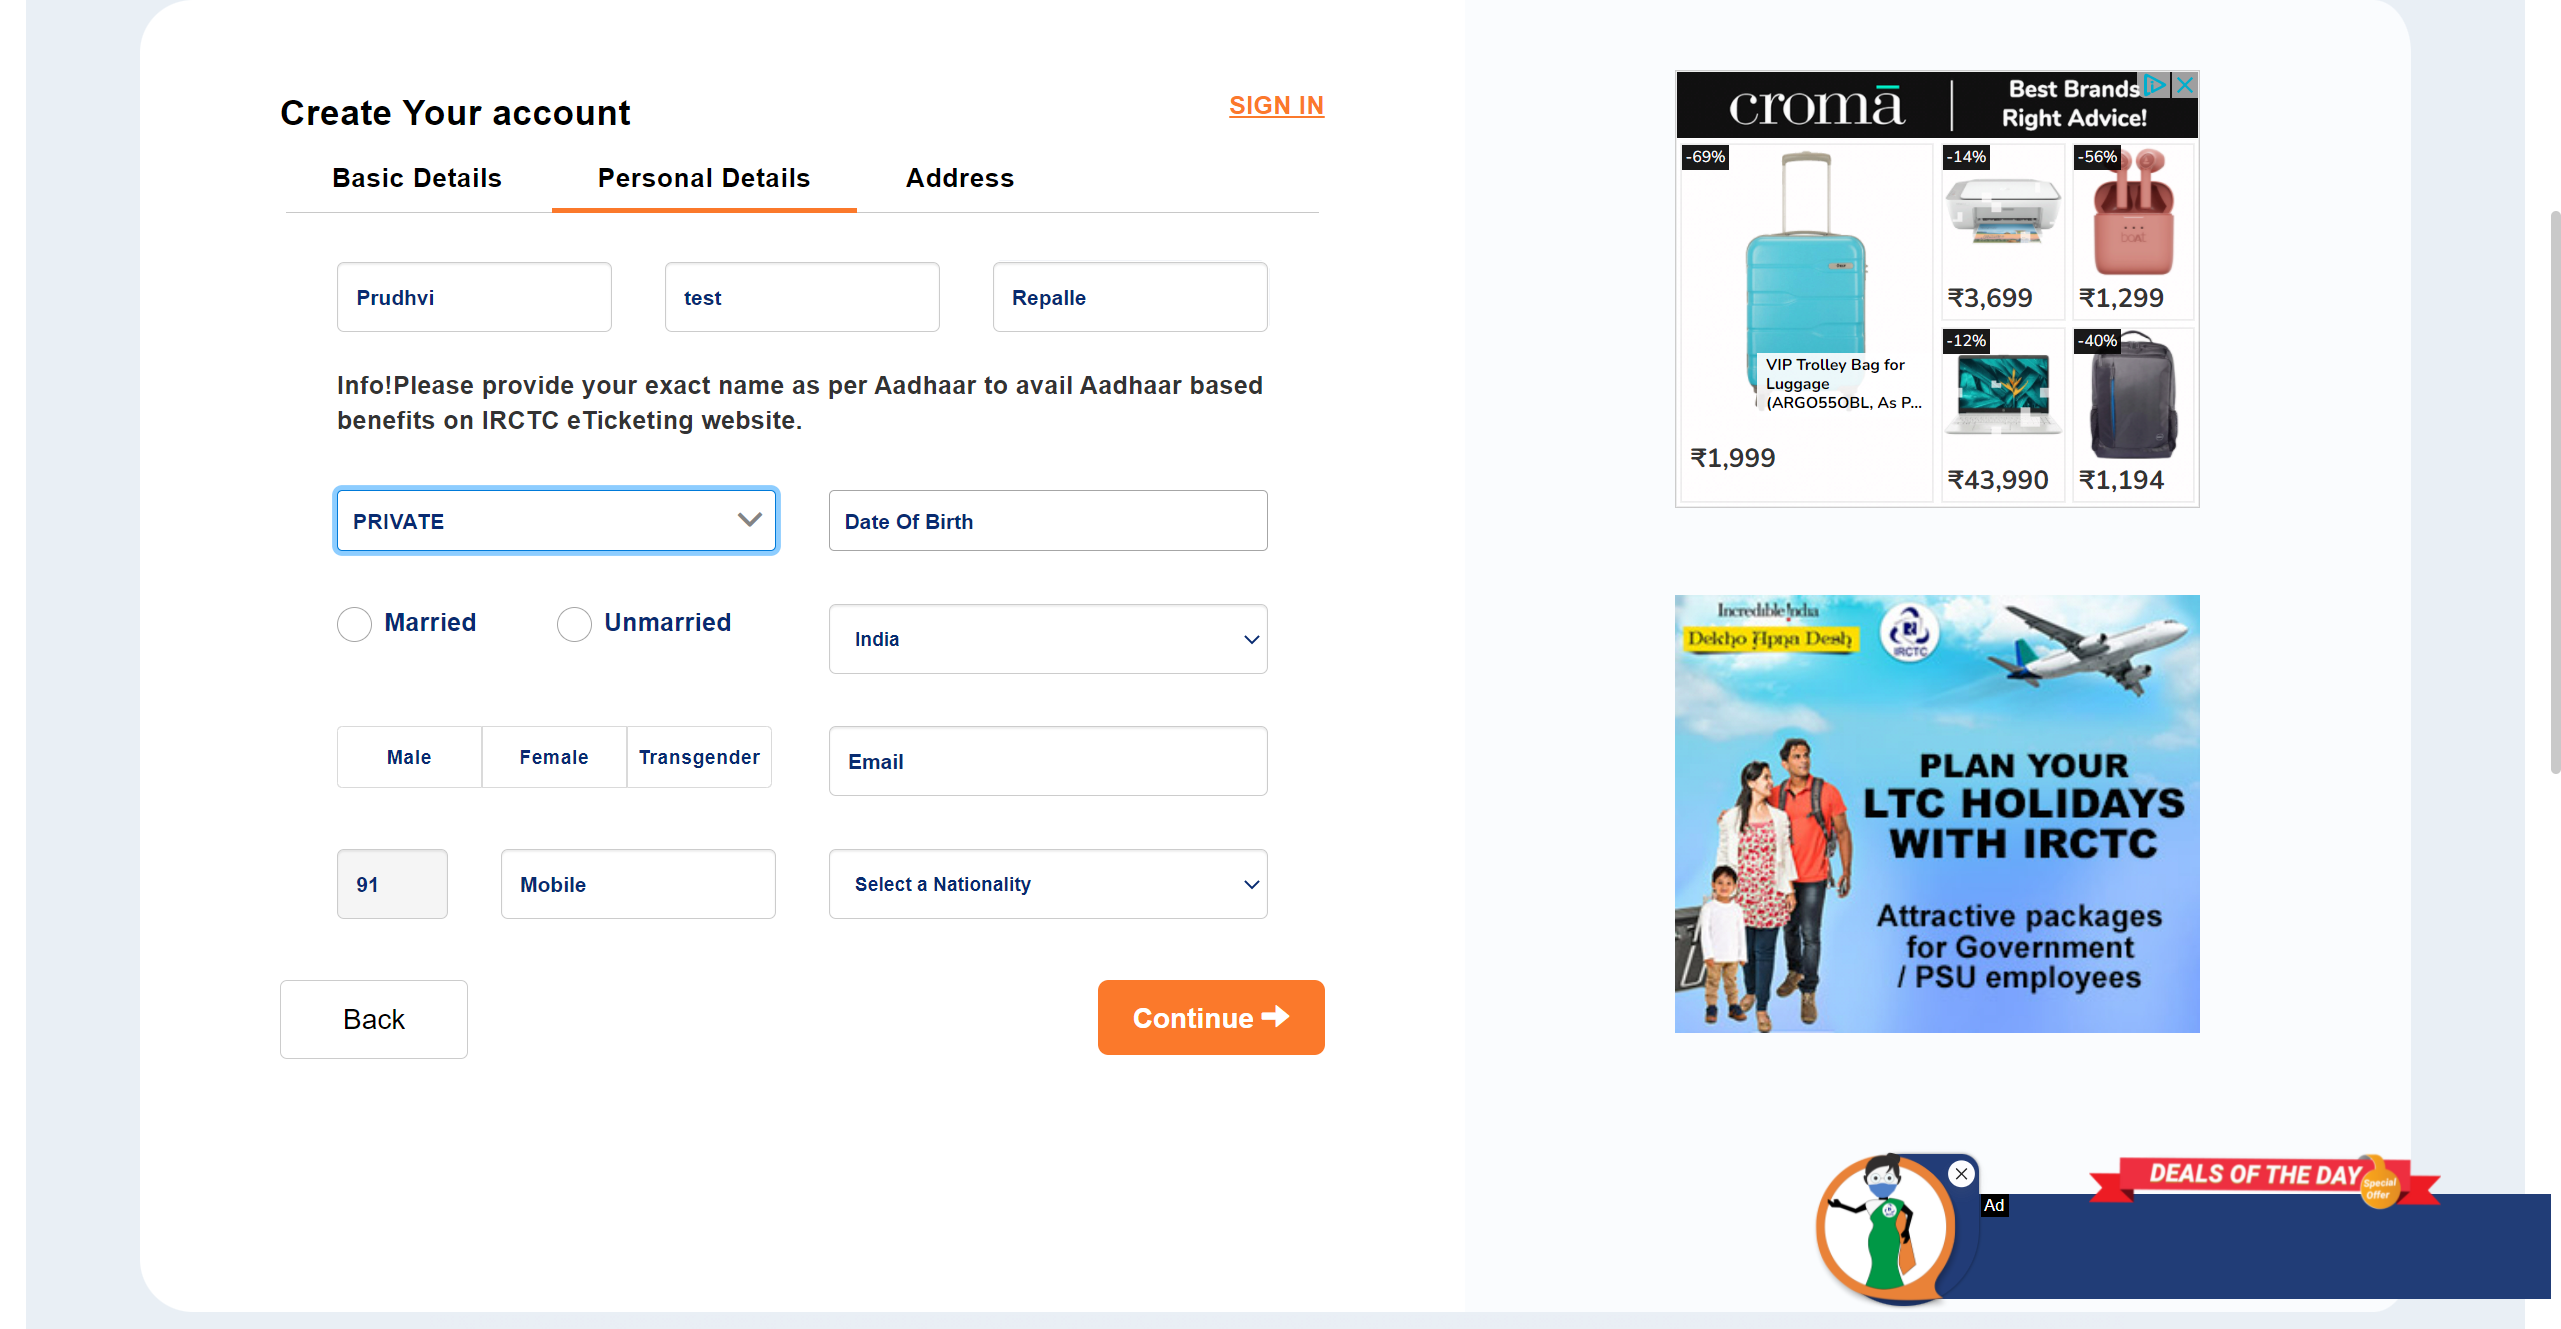 Create Your account
SIGN IN
Basic Details
Personal Details
Address
Prudhvi
test
Repalle
Info!Please provide your exact name as per Aadhaar to avail Aadhaar based
benefits on IRCTC eTicketing website.
PRIVATE
Date Of Birth
Married
Unmarried
India
Male
Female
Transgender
Email
91
Mobile
Select a Nationality
Back
Continue
cromā
Best Brands
Right Advice!
-69%
VIP Trolley Bag for
Luggage
(ARGO55OBL, As P...
₹1,999
-14%
₹3,699
-56%
boAt
₹1,299
-12%
₹43,990
-40%
₹1,194
Incredible !ndia
Dekho Apna Desh
IRCTC
PLAN YOUR
LTC HOLIDAYS
WITH IRCTC
Attractive packages
for Government
/ PSU employees
DEALS OF THE DAY
Special
Offer
Ad